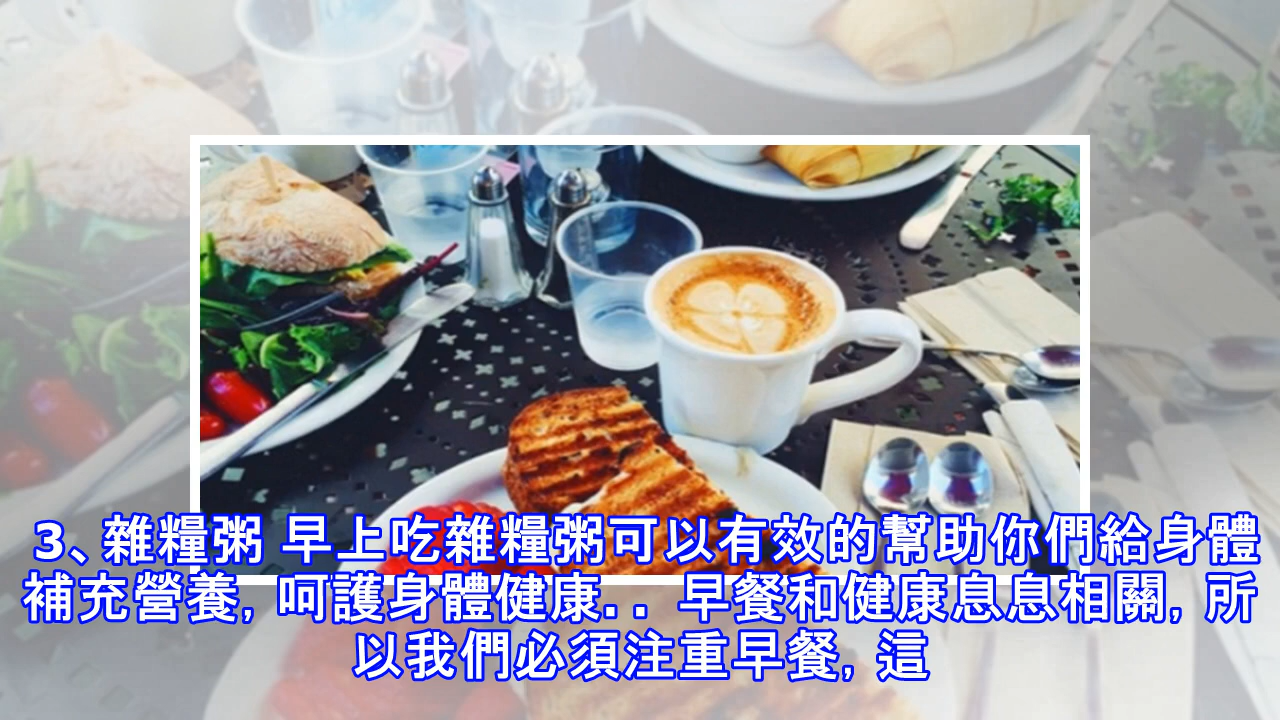 3、雜糧粥 早上吃雜糧粥可以有效的幫助你們給身體
補充營養, 呵護身體健康. . 早餐和健康息息相關, 所
以我們必須注重早餐, 這